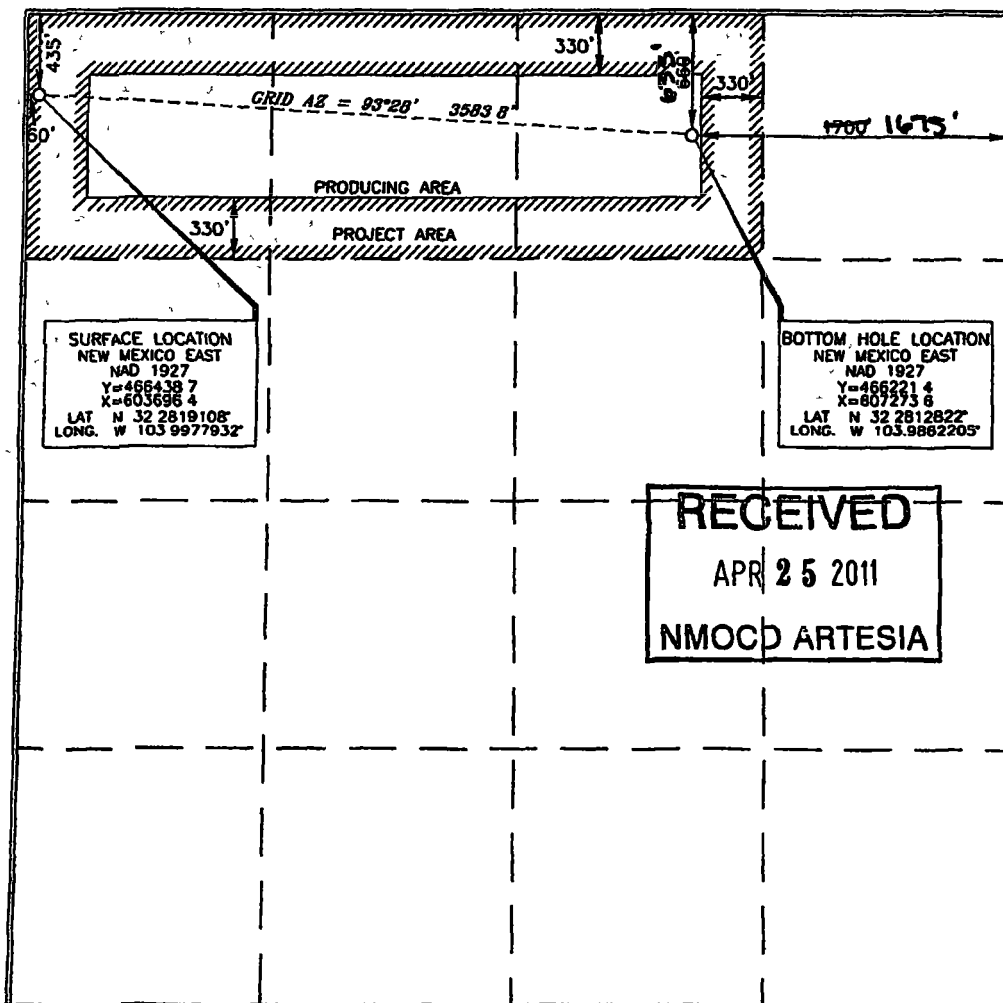 435'
330'
633'
660'
330'
GRID AZ = 93°28' 3583 8"
60'
1700' 1675'
PRODUCING AREA
330'
PROJECT AREA
SURFACE LOCATION
NEW MEXICO EAST
NAD 1927
Y=466438 7
X=603696 4
LAT N 32 2819108°
LONG. W 103 9977932°
BOTTOM HOLE LOCATION
NEW MEXICO EAST
NAD 1927
Y=466221 4
X=607273 6
LAT N 32 2812822°
LONG. W 103.9862205°
RECEIVED
APR 25 2011
NMOCD ARTESIA